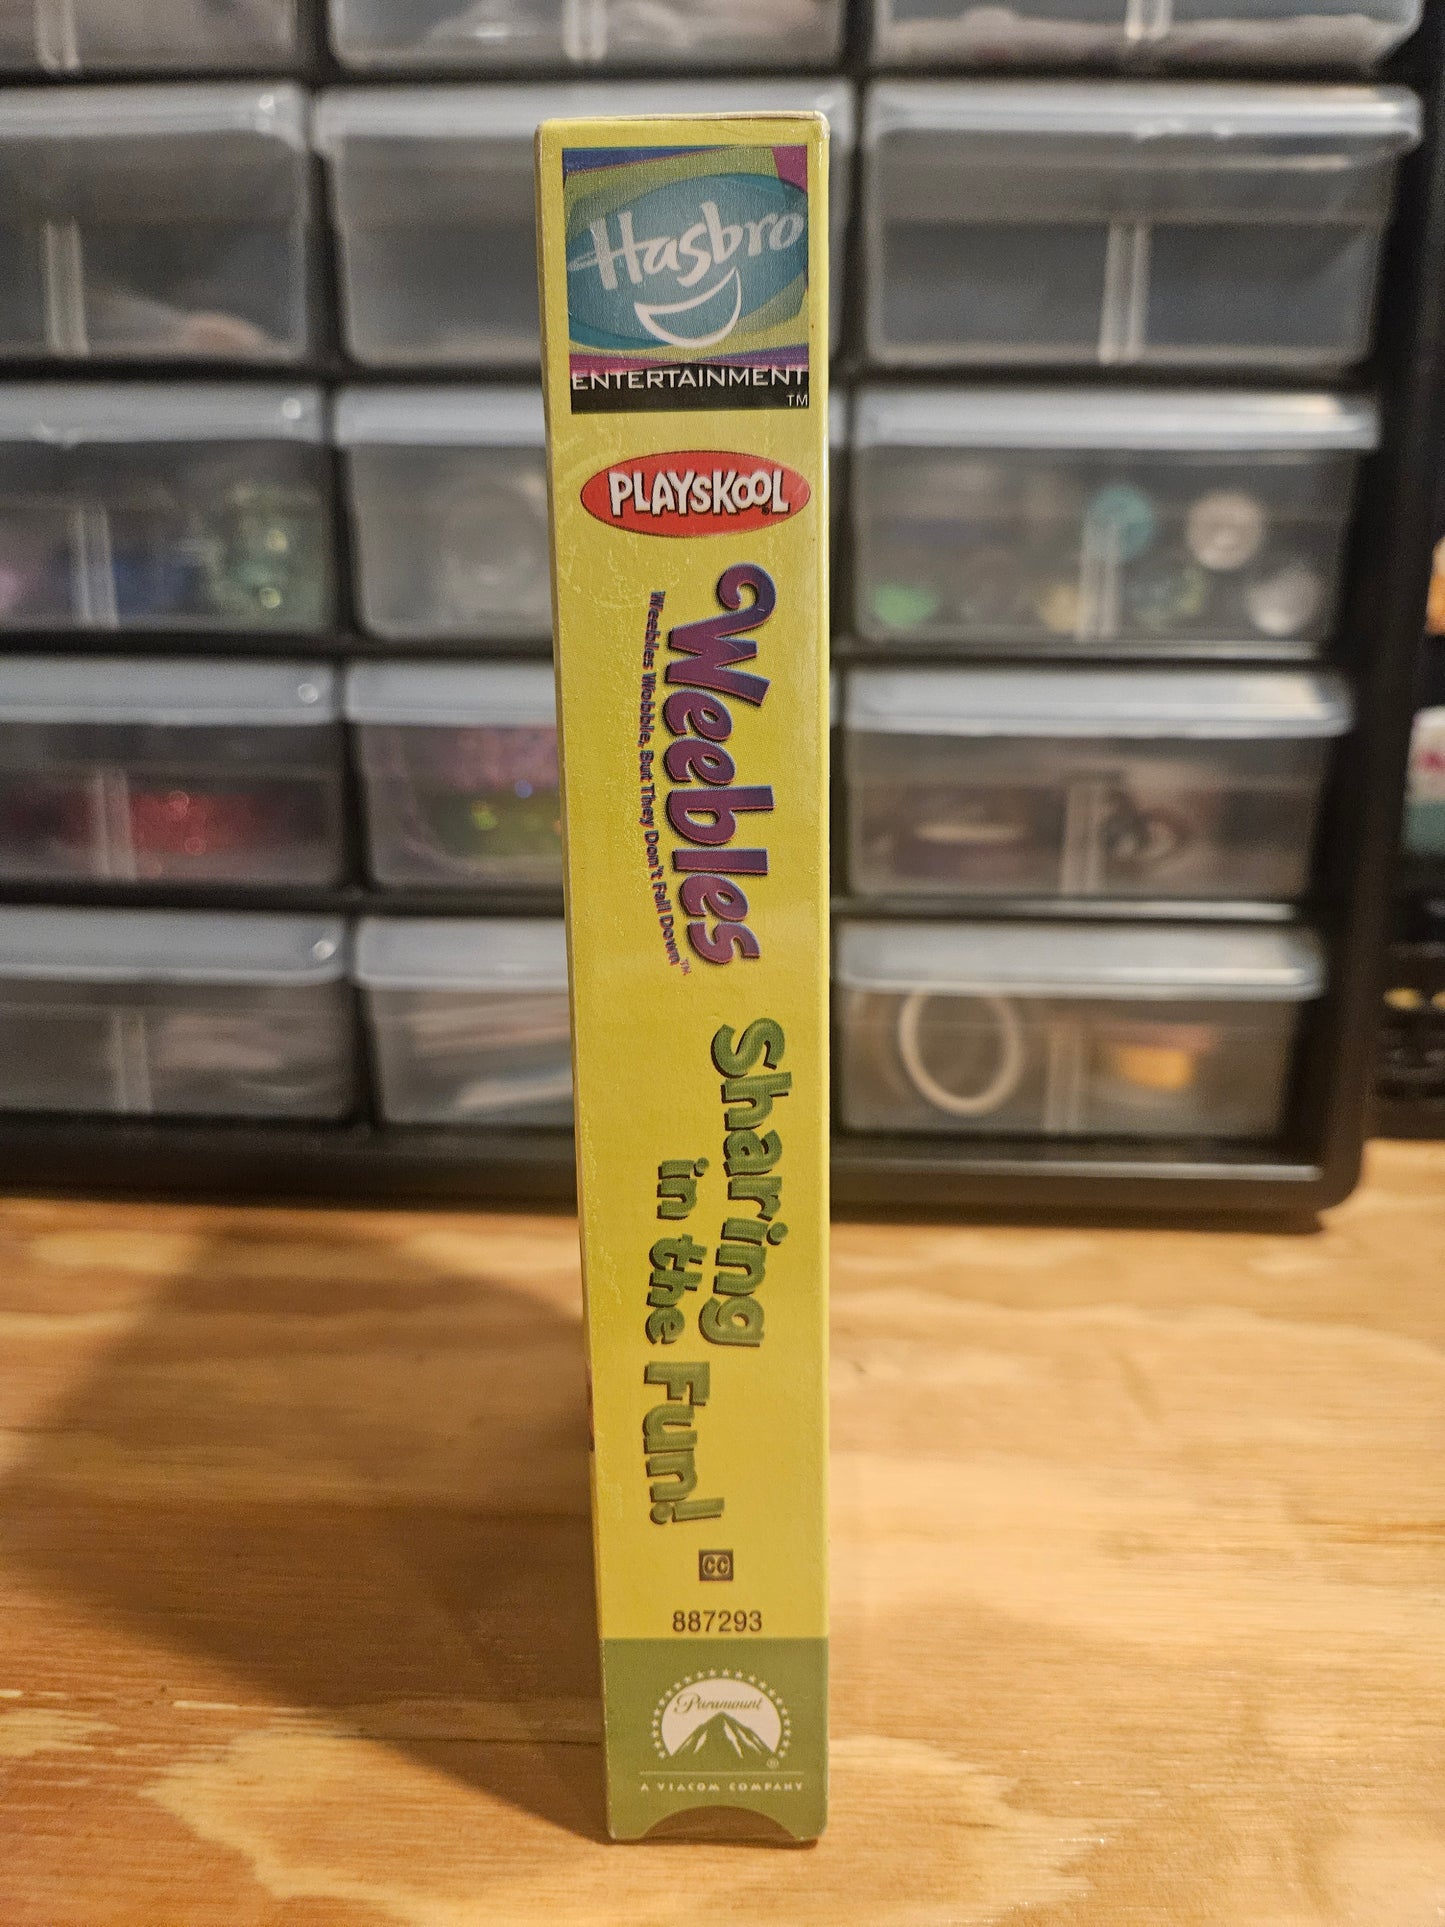 Hasbro
ENTERTAINMENT
TM
PLAYSKOOL®
Weebles
Weebles Wobble, But They Don't Fall Down™
Sharing
in the Fun!
CC
887293
Paramount
®
A VIACOM COMPANY